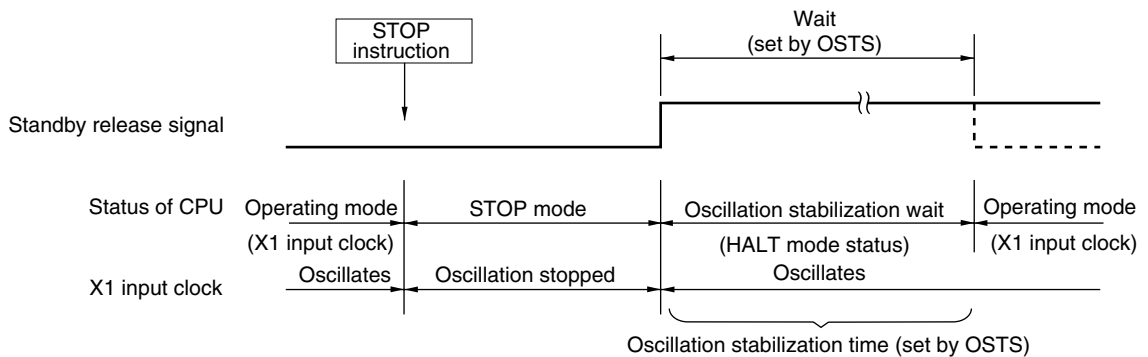 STOP
instruction
Wait
(set by OSTS)
Standby release signal
Status of CPU
Operating mode
(X1 input clock)
STOP mode
Oscillation stabilization wait
(HALT mode status)
Operating mode
(X1 input clock)
X1 input clock
Oscillates
Oscillation stopped
Oscillates
Oscillation stabilization time (set by OSTS)